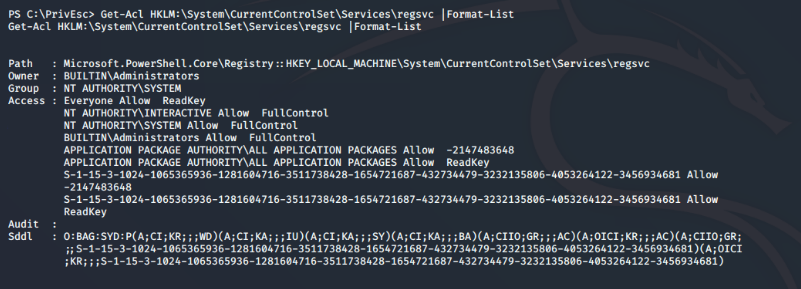 PS C:\PrivEsc> Get-Acl HKLM:\System\CurrentControlSet\Services\regsvc |Format-List
Get-Acl HKLM:\System\CurrentControlSet\Services\regsvc |Format-List
Path   : Microsoft.PowerShell.Core\Registry::HKEY_LOCAL_MACHINE\System\CurrentControlSet\Services\regsvc
Owner  : BUILTIN\Administrators
Group  : NT AUTHORITY\SYSTEM
Access : Everyone Allow  ReadKey
         NT AUTHORITY\INTERACTIVE Allow  FullControl
         NT AUTHORITY\SYSTEM Allow  FullControl
         BUILTIN\Administrators Allow  FullControl
         APPLICATION PACKAGE AUTHORITY\ALL APPLICATION PACKAGES Allow  -2147483648
         APPLICATION PACKAGE AUTHORITY\ALL APPLICATION PACKAGES Allow  ReadKey
         S-1-15-3-1024-1065365936-1281604716-3511738428-1654721687-432734479-3232135806-4053264122-3456934681 Allow
         -2147483648
         S-1-15-3-1024-1065365936-1281604716-3511738428-1654721687-432734479-3232135806-4053264122-3456934681 Allow
         ReadKey
Audit  :
Sddl   : O:BAG:SYD:P(A;CI;KR;;;WD)(A;CI;KA;;;IU)(A;CI;KA;;;SY)(A;CI;KA;;;BA)(A;CIIO;GR;;;AC)(A;OICI;KR;;;AC)(A;CIIO;GR;
         ;;S-1-15-3-1024-1065365936-1281604716-3511738428-1654721687-432734479-3232135806-4053264122-3456934681)(A;OICI
         ;KR;;;S-1-15-3-1024-1065365936-1281604716-3511738428-1654721687-432734479-3232135806-4053264122-3456934681)